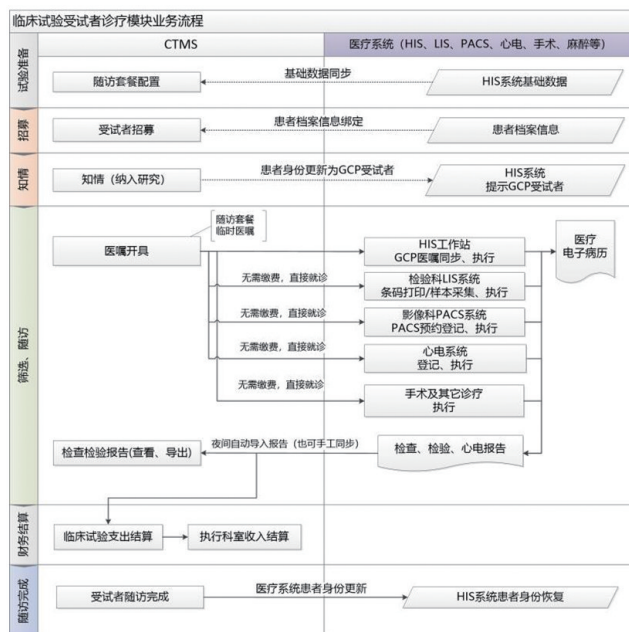 临床试验受试者诊疗模块业务流程
CTMS
医疗系统（HIS、LIS、PACS、心电、手术、麻醉等）
试验准备
随访套餐配置
基础数据同步
HIS系统基础数据
招募
受试者招募
患者档案信息绑定
患者档案信息
知情
知情（纳入研究）
患者身份更新为GCP受试者
HIS系统
提示GCP受试者
筛选、随访
医嘱开具
随访套餐
临时医嘱
HIS工作站
GCP医嘱同步、执行
医疗
电子病历
无需缴费，直接就诊
检验科LIS系统
条码打印/样本采集、执行
无需缴费，直接就诊
影像科PACS系统
PACS预约登记、执行
无需缴费，直接就诊
心电系统
登记、执行
无需缴费，直接就诊
手术及其它诊疗
执行
检查检验报告(查看、导出)
夜间自动导入报告（也可手工同步）
检查、检验、心电报告
财务结算
临床试验支出结算
执行科室收入结算
随访完成
受试者随访完成
医疗系统患者身份更新
HIS系统患者身份恢复